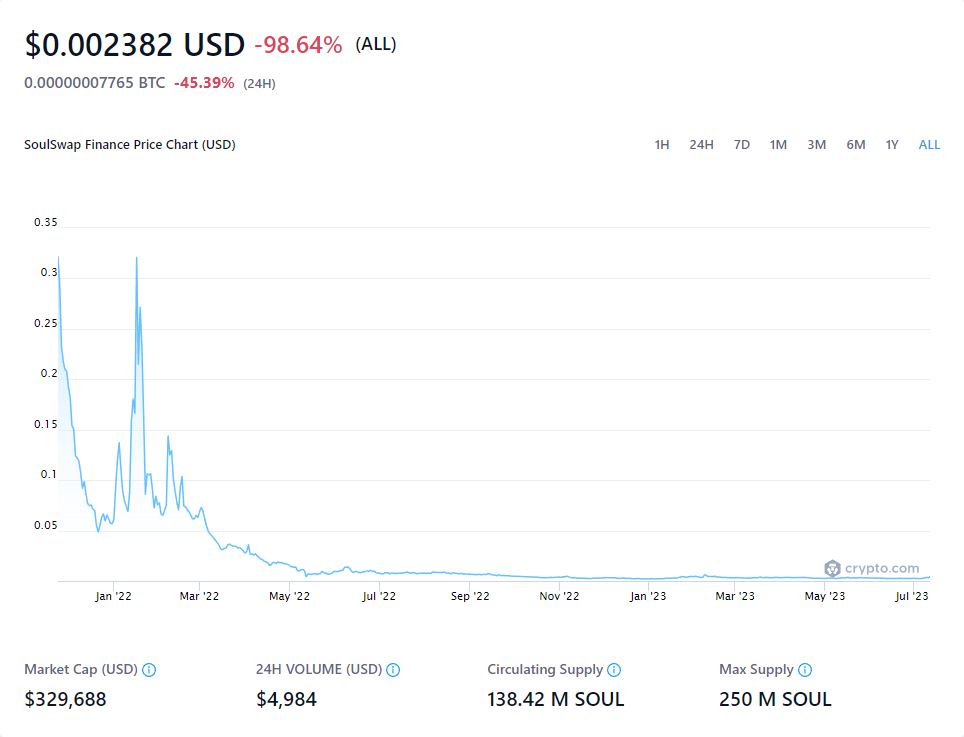 $0.002382 USD -98.64% (ALL)
0.00000007765 BTC -45.39% (24H)
SoulSwap Finance Price Chart (USD) 1H 24H 7D 1M 3M 6M 1Y ALL
0.35
0.3
0.25
0.2
0.15
0.1
0.05
crypto.com
Jan '22 Mar '22 May '22 Jul '22 Sep '22 Nov '22 Jan '23 Mar '23 May '23 Jul '23
Market Cap (USD) 24H VOLUME (USD) Circulating Supply Max Supply
$329,688 $4,984 138.42 M SOUL 250 M SOUL